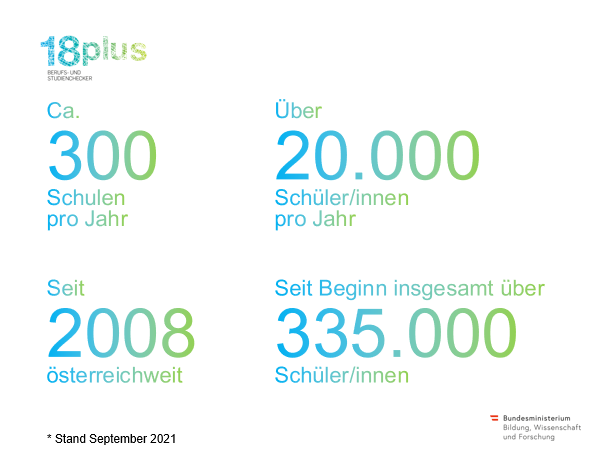 18plus
BERUFS- UND
STUDIENCHECKER
Ca.
300
Schulen
pro Jahr
Über
20.000
Schüler/innen
pro Jahr
Seit
2008
österreichweit
Seit Beginn insgesamt über
335.000
Schüler/innen
* Stand September 2021
Bundesministerium
Bildung, Wissenschaft
und Forschung